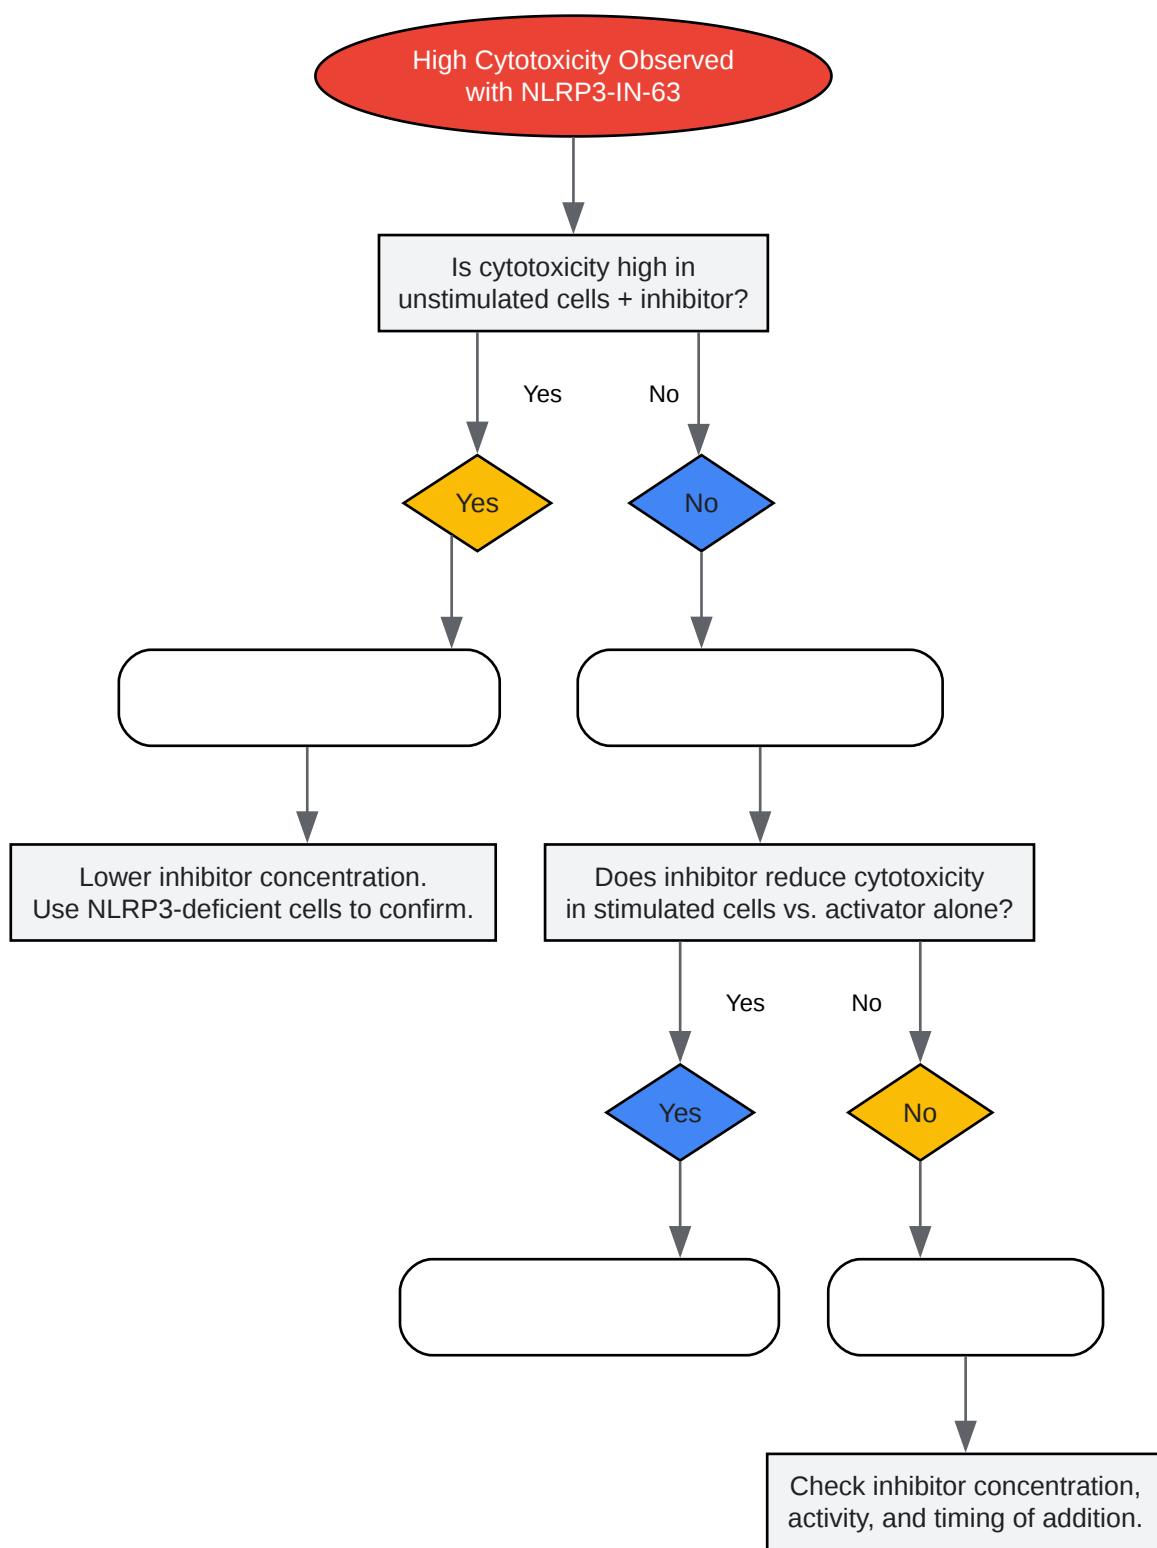 High Cytotoxicity Observed
with NLRP3-IN-63
Is cytotoxicity high in
unstimulated cells + inhibitor?
Yes
No
Yes
No
Lower inhibitor concentration.
Use NLRP3-deficient cells to confirm.
Does inhibitor reduce cytotoxicity
in stimulated cells vs. activator alone?
Yes
No
Yes
No
Check inhibitor concentration,
activity, and timing of addition.